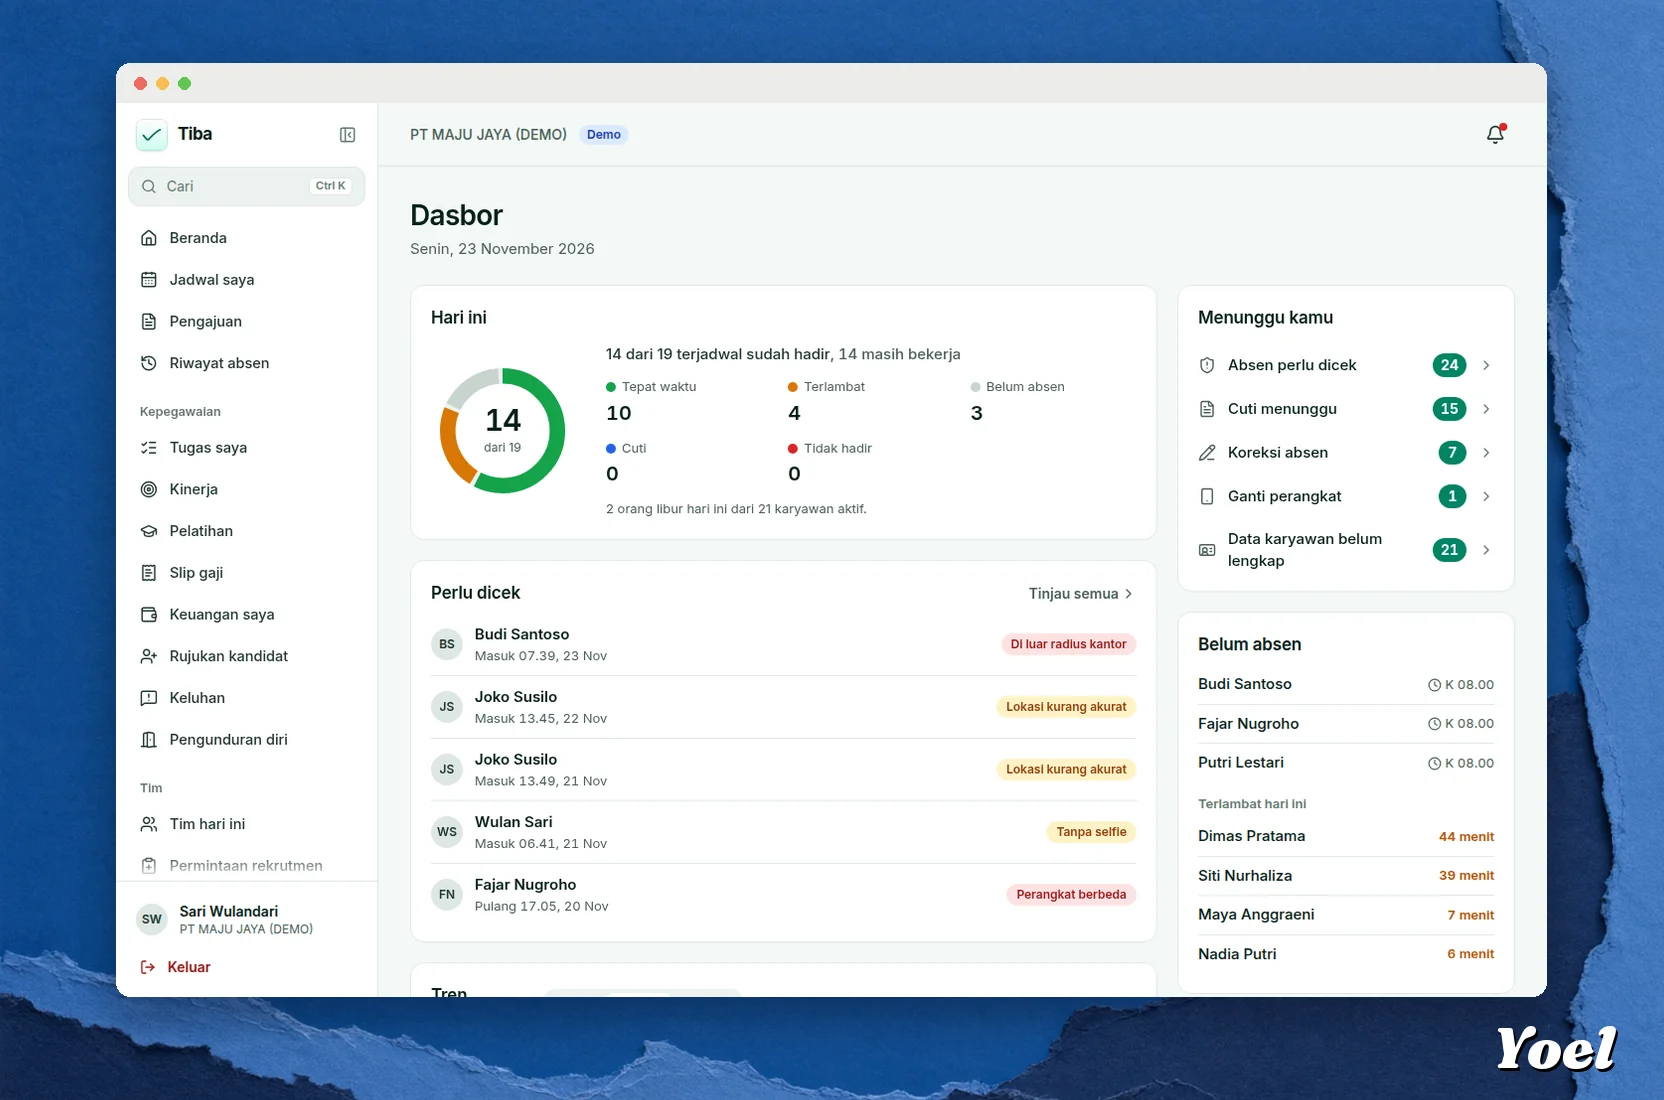 Tiba
Cari
Ctrl K
Beranda
Jadwal saya
Pengajuan
Riwayat absen
Kepegawaian
Tugas saya
Kinerja
Pelatihan
Slip gaji
Keuangan saya
Rujukan kandidat
Keluhan
Pengunduran diri
Tim
Tim hari ini
Permintaan rekrutmen
SW
Sari Wulandari
PT MAJU JAYA (DEMO)
Keluar
PT MAJU JAYA (DEMO)
Demo
Dasbor
Senin, 23 November 2026
Hari ini
14
dari 19
14 dari 19 terjadwal sudah hadir, 14 masih bekerja
Tepat waktu
10
Terlambat
4
Belum absen
3
Cuti
0
Tidak hadir
0
2 orang libur hari ini dari 21 karyawan aktif.
Perlu dicek
Tinjau semua
BS
Budi Santoso
Masuk 07.39, 23 Nov
Di luar radius kantor
JS
Joko Susilo
Masuk 13.45, 22 Nov
Lokasi kurang akurat
JS
Joko Susilo
Masuk 13.49, 21 Nov
Lokasi kurang akurat
WS
Wulan Sari
Masuk 06.41, 21 Nov
Tanpa selfie
FN
Fajar Nugroho
Pulang 17.05, 20 Nov
Perangkat berbeda
Tren
Menunggu kamu
Absen perlu dicek
24
Cuti menunggu
15
Koreksi absen
7
Ganti perangkat
1
Data karyawan belum
lengkap
21
Belum absen
Budi Santoso
K 08.00
Fajar Nugroho
K 08.00
Putri Lestari
K 08.00
Terlambat hari ini
Dimas Pratama
44 menit
Siti Nurhaliza
39 menit
Maya Anggraeni
7 menit
Nadia Putri
6 menit
Yoel